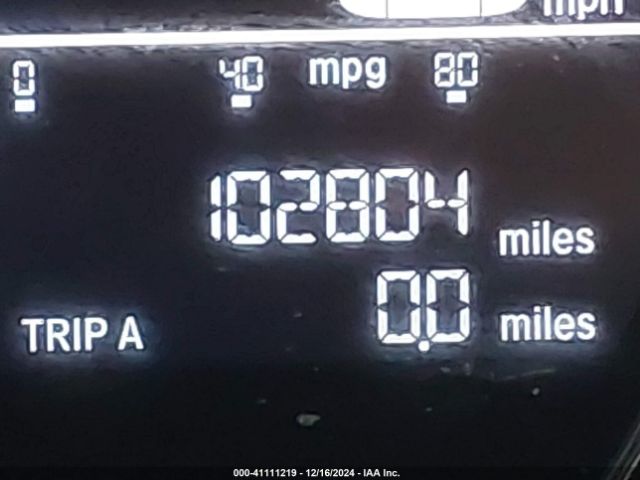 mph
0 40 mpg 80
102804 miles
TRIP A 0.0 miles
000-41111219 - 12/16/2024 - IAA Inc.